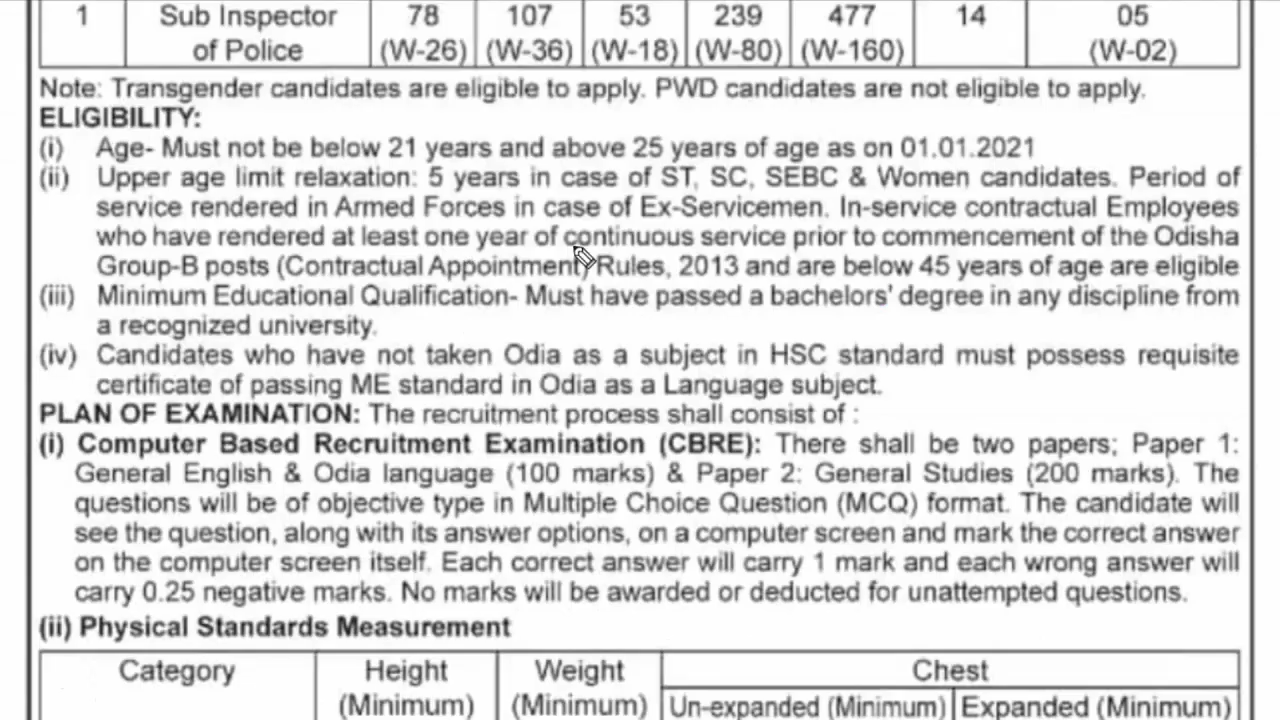 1 Sub Inspector 78 107 53 239 477 14 05
of Police (W-26) (W-36) (W-18) (W-80) (W-160) (W-02)
Note: Transgender candidates are eligible to apply. PWD candidates are not eligible to apply.
ELIGIBILITY:
(i) Age- Must not be below 21 years and above 25 years of age as on 01.01.2021
(ii) Upper age limit relaxation: 5 years in case of ST, SC, SEBC & Women candidates. Period of
service rendered in Armed Forces in case of Ex-Servicemen. In-service contractual Employees
who have rendered at least one year of continuous service prior to commencement of the Odisha
Group-B posts (Contractual Appointment) Rules, 2013 and are below 45 years of age are eligible
(iii) Minimum Educational Qualification- Must have passed a bachelors' degree in any discipline from
a recognized university.
(iv) Candidates who have not taken Odia as a subject in HSC standard must possess requisite
certificate of passing ME standard in Odia as a Language subject.
PLAN OF EXAMINATION: The recruitment process shall consist of :
(i) Computer Based Recruitment Examination (CBRE): There shall be two papers; Paper 1:
General English & Odia language (100 marks) & Paper 2: General Studies (200 marks). The
questions will be of objective type in Multiple Choice Question (MCQ) format. The candidate will
see the question, along with its answer options, on a computer screen and mark the correct answer
on the computer screen itself. Each correct answer will carry 1 mark and each wrong answer will
carry 0.25 negative marks. No marks will be awarded or deducted for unattempted questions.
(ii) Physical Standards Measurement
Category Height Weight Chest
(Minimum) (Minimum) Un-expanded (Minimum) Expanded (Minimum)